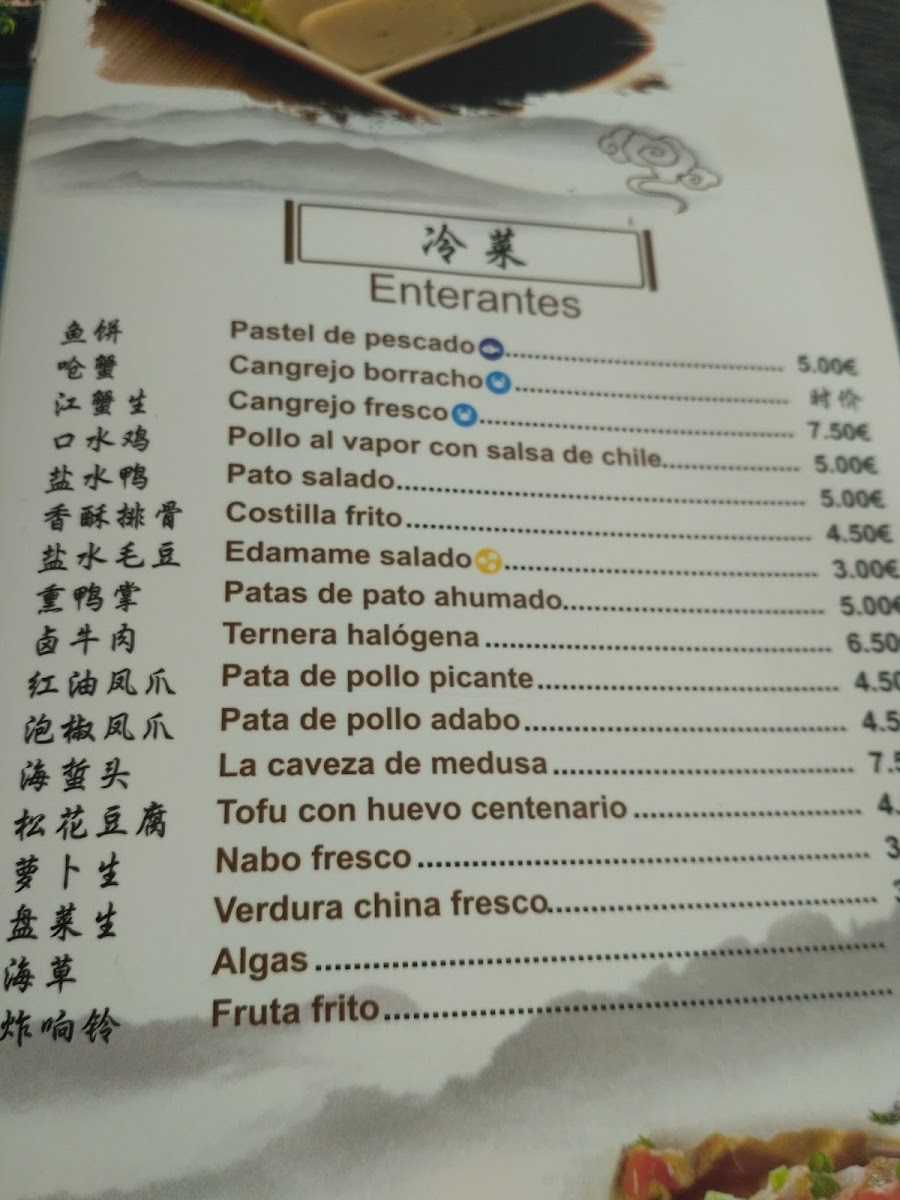 冷菜
Enterantes
鱼饼 Pastel de pescado 5.00€
呛蟹 Cangrejo borracho 时价
江蟹生 Cangrejo fresco 7.50€
口水鸡 Pollo al vapor con salsa de chile 5.00€
盐水鸭 Pato salado 5.00€
香酥排骨 Costilla frito 4.50€
盐水毛豆 Edamame salado 3.00€
熏鸭掌 Patas de pato ahumado 5.00€
卤牛肉 Ternera halógena 6.50
红油凤爪 Pata de pollo picante 4.50
泡椒凤爪 Pata de pollo adabo 4.5
海蜇头 La caveza de medusa 7.5
松花豆腐 Tofu con huevo centenario 4.
萝卜生 Nabo fresco 3
盘菜生 Verdura china fresco 3
海草 Algas
炸响铃 Fruta frito